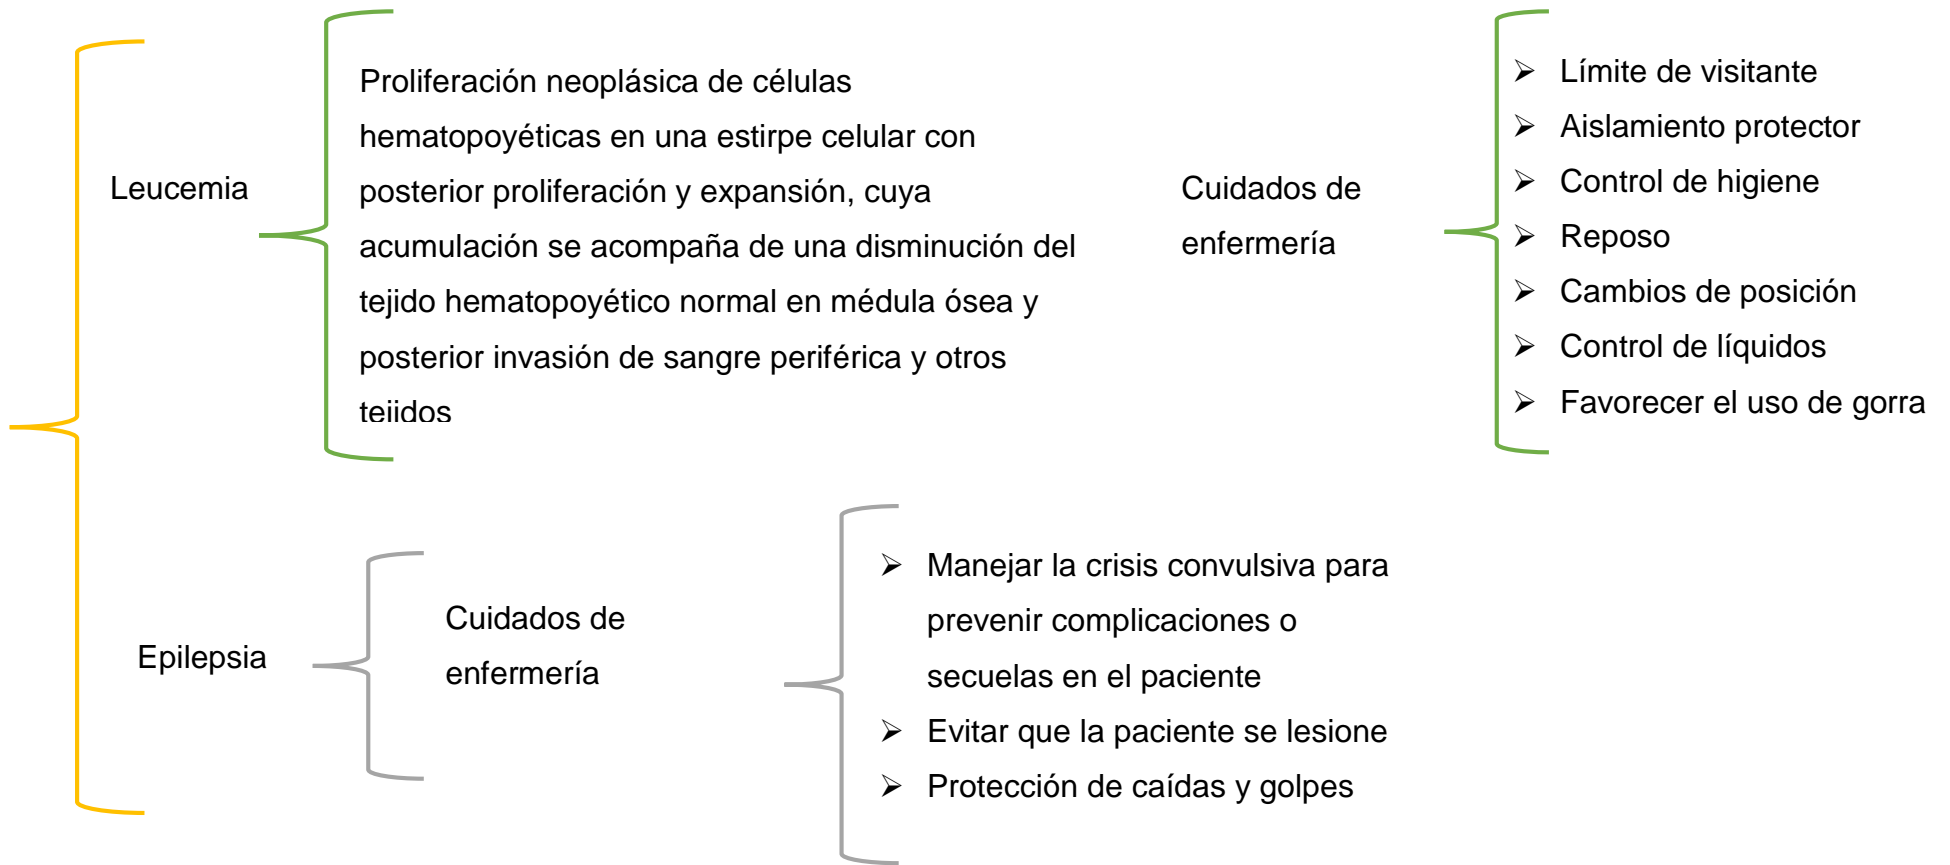 Leucemia
Proliferación neoplásica de células
hematopoyéticas en una estirpe celular con
posterior proliferación y expansión, cuya
acumulación se acompaña de una disminución del
tejido hematopoyético normal en médula ósea y
posterior invasión de sangre periférica y otros
tejidos
Cuidados de
enfermería
➢ Límite de visitante
➢ Aislamiento protector
➢ Control de higiene
➢ Reposo
➢ Cambios de posición
➢ Control de líquidos
➢ Favorecer el uso de gorra
Epilepsia
Cuidados de
enfermería
➢ Manejar la crisis convulsiva para
prevenir complicaciones o
secuelas en el paciente
➢ Evitar que la paciente se lesione
➢ Protección de caídas y golpes